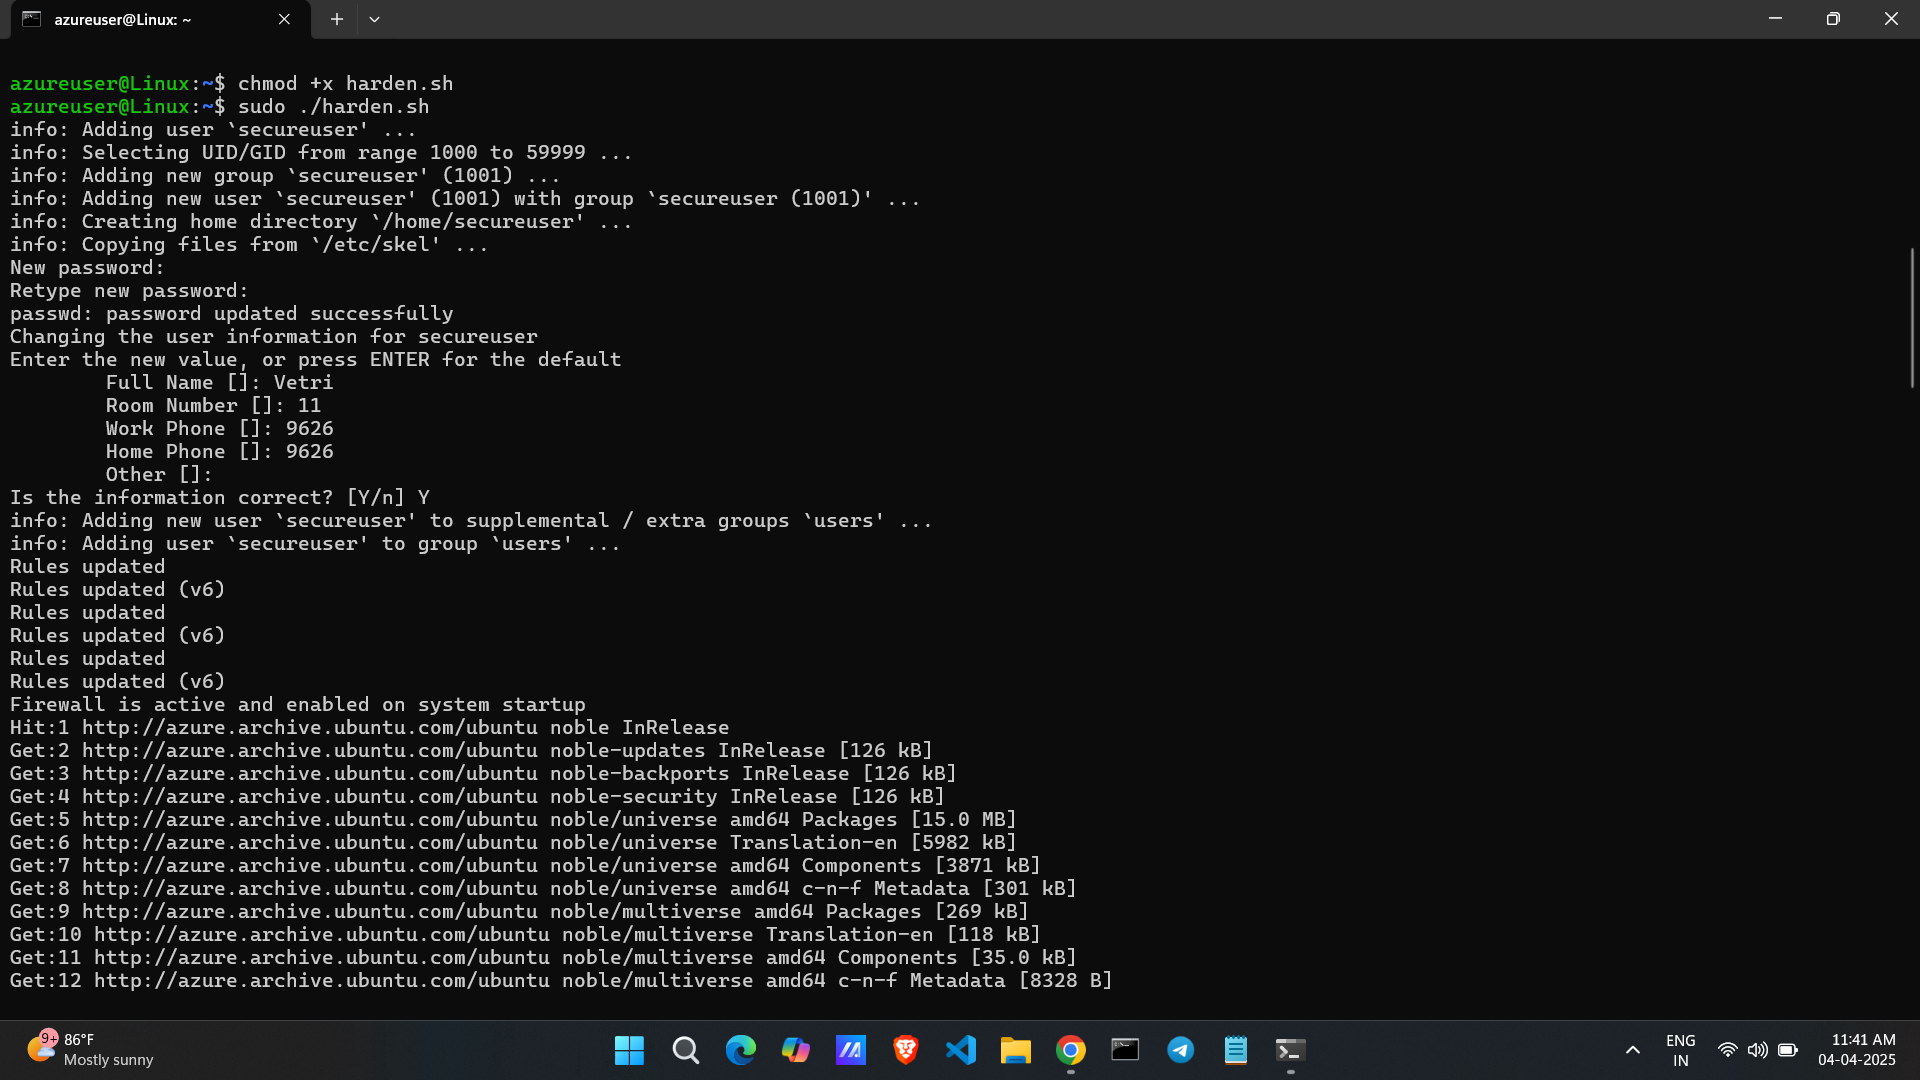 azureuser@Linux: ~
azureuser@Linux:~$ chmod +x harden.sh
azureuser@Linux:~$ sudo ./harden.sh
info: Adding user `secureuser' ...
info: Selecting UID/GID from range 1000 to 59999 ...
info: Adding new group `secureuser' (1001) ...
info: Adding new user `secureuser' (1001) with group `secureuser (1001)' ...
info: Creating home directory `/home/secureuser' ...
info: Copying files from `/etc/skel' ...
New password:
Retype new password:
passwd: password updated successfully
Changing the user information for secureuser
Enter the new value, or press ENTER for the default
Full Name []: Vetri
Room Number []: 11
Work Phone []: 9626
Home Phone []: 9626
Other []:
Is the information correct? [Y/n] Y
info: Adding new user `secureuser' to supplemental / extra groups `users' ...
info: Adding user `secureuser' to group `users' ...
Rules updated
Rules updated (v6)
Rules updated
Rules updated (v6)
Rules updated
Rules updated (v6)
Firewall is active and enabled on system startup
Hit:1 http://azure.archive.ubuntu.com/ubuntu noble InRelease
Get:2 http://azure.archive.ubuntu.com/ubuntu noble-updates InRelease [126 kB]
Get:3 http://azure.archive.ubuntu.com/ubuntu noble-backports InRelease [126 kB]
Get:4 http://azure.archive.ubuntu.com/ubuntu noble-security InRelease [126 kB]
Get:5 http://azure.archive.ubuntu.com/ubuntu noble/universe amd64 Packages [15.0 MB]
Get:6 http://azure.archive.ubuntu.com/ubuntu noble/universe Translation-en [5982 kB]
Get:7 http://azure.archive.ubuntu.com/ubuntu noble/universe amd64 Components [3871 kB]
Get:8 http://azure.archive.ubuntu.com/ubuntu noble/universe amd64 c-n-f Metadata [301 kB]
Get:9 http://azure.archive.ubuntu.com/ubuntu noble/multiverse amd64 Packages [269 kB]
Get:10 http://azure.archive.ubuntu.com/ubuntu noble/multiverse Translation-en [118 kB]
Get:11 http://azure.archive.ubuntu.com/ubuntu noble/multiverse amd64 Components [35.0 kB]
Get:12 http://azure.archive.ubuntu.com/ubuntu noble/multiverse amd64 c-n-f Metadata [8328 B]
9+
86°F
Mostly sunny
ENG
IN
11:41 AM
04-04-2025